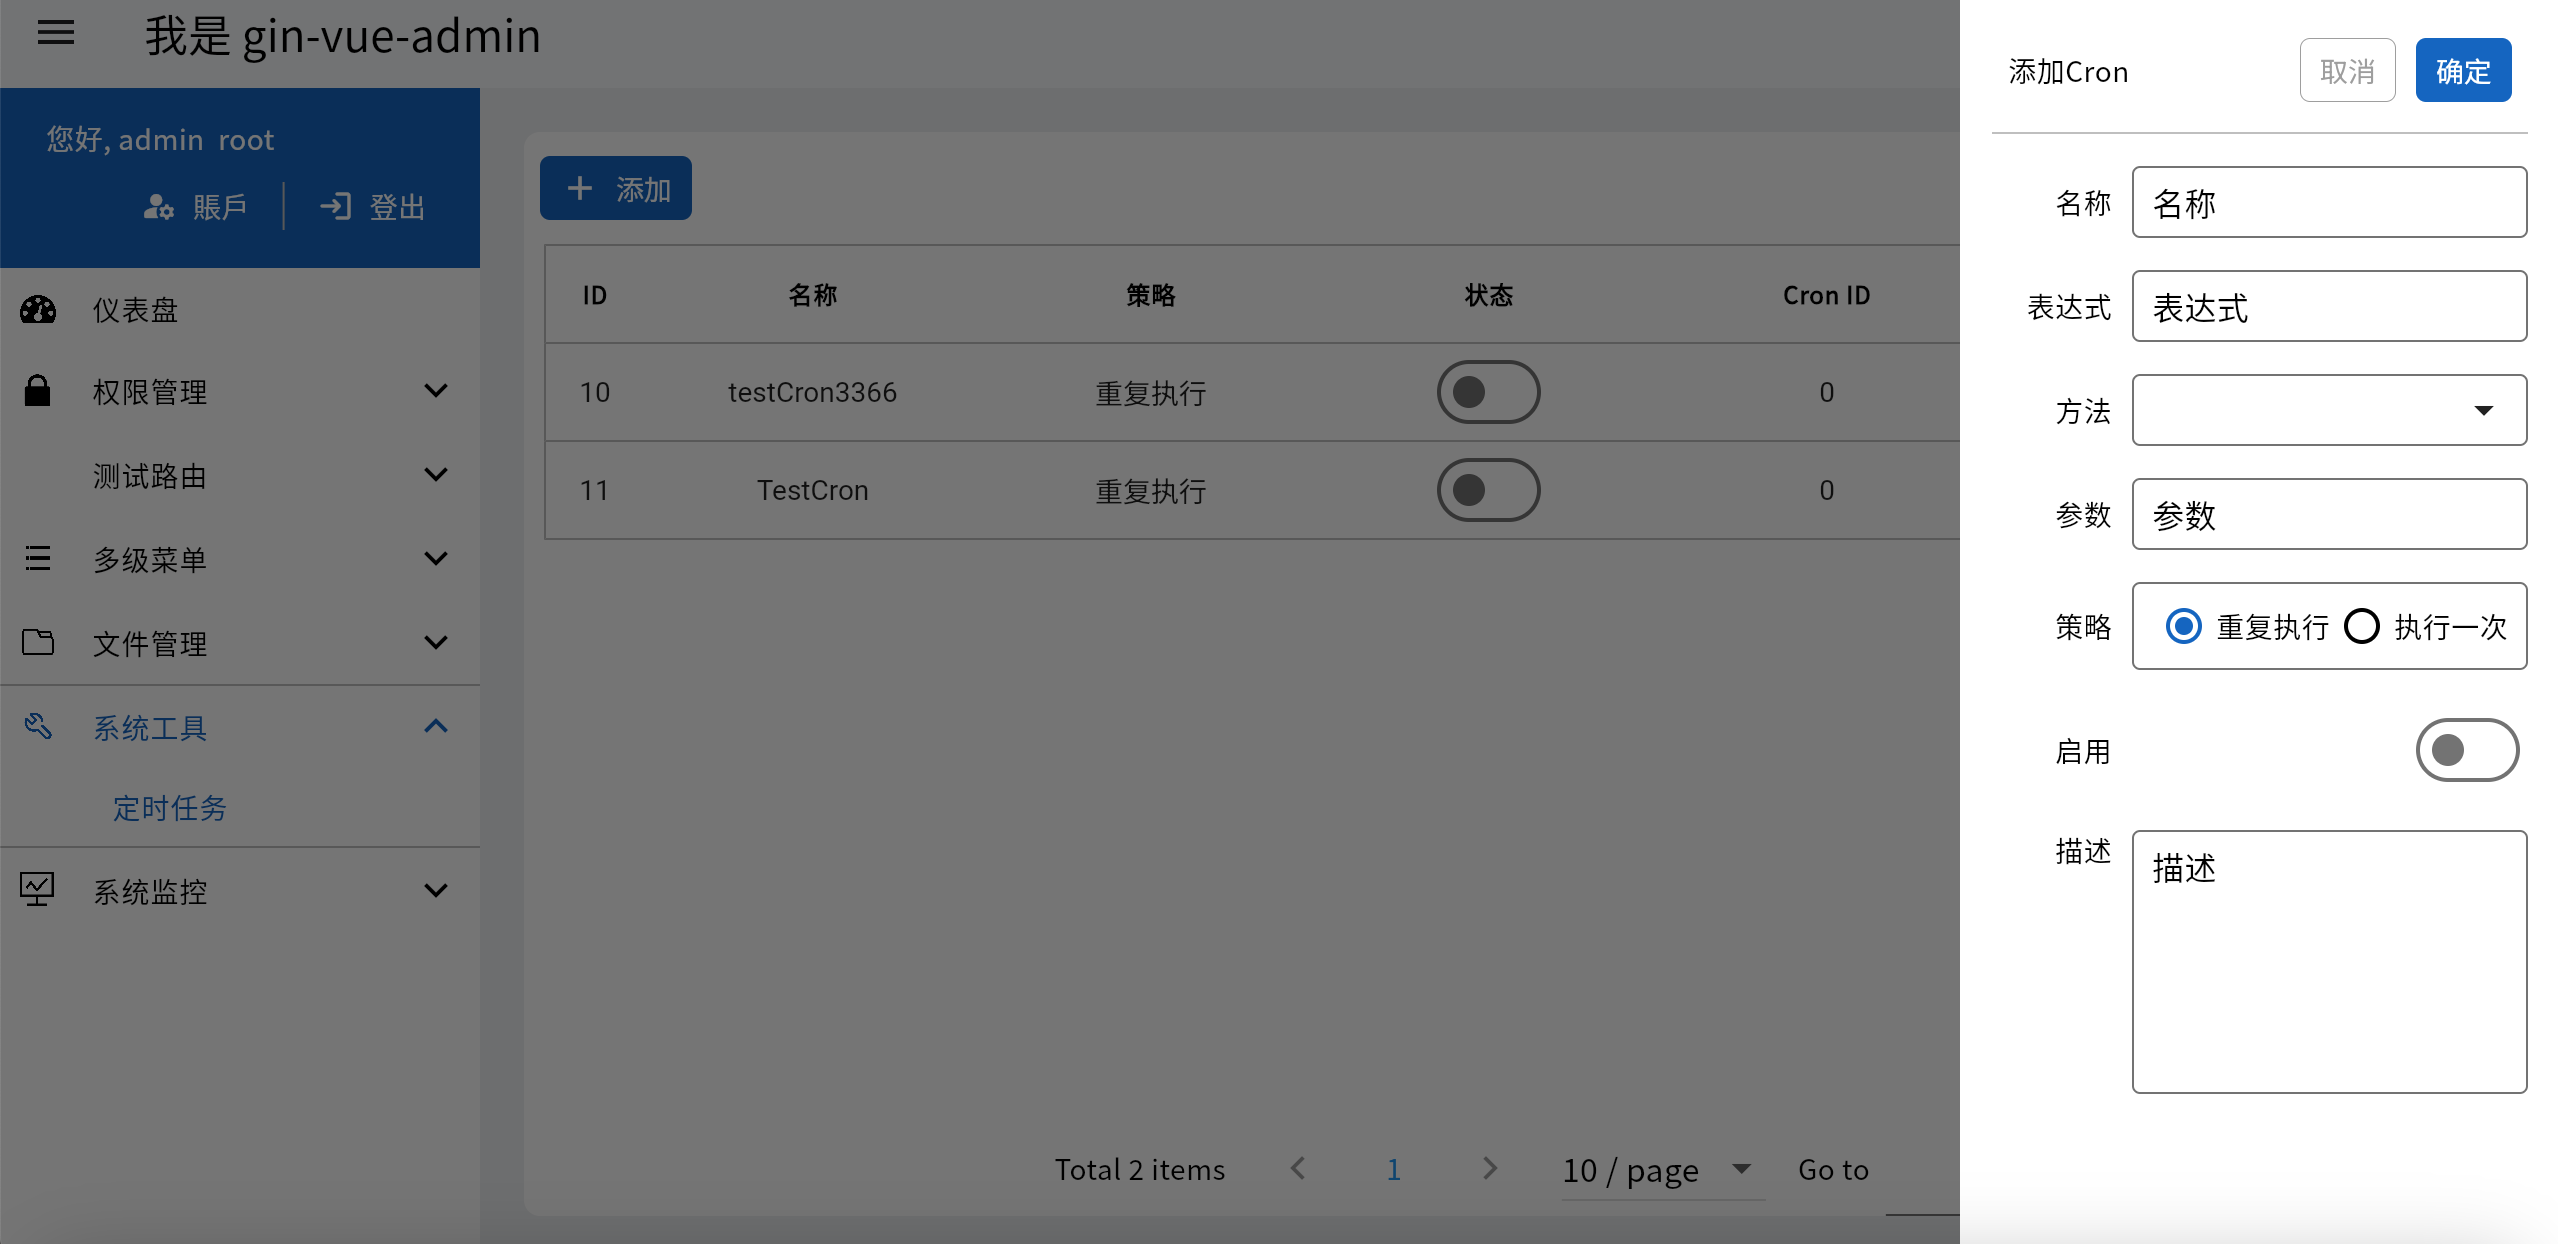 我是 gin-vue-admin
您好, admin root
賬戶
登出
仪表盘
权限管理
测试路由
多级菜单
文件管理
系统工具
定时任务
系统监控
添加
ID 名称 策略 状态 Cron ID
10 testCron3366 重复执行 0
11 TestCron 重复执行 0
Total 2 items 1 10 / page Go to
添加Cron 取消 确定
名称 名称
表达式 表达式
方法
参数 参数
策略 重复执行 执行一次
启用
描述 描述